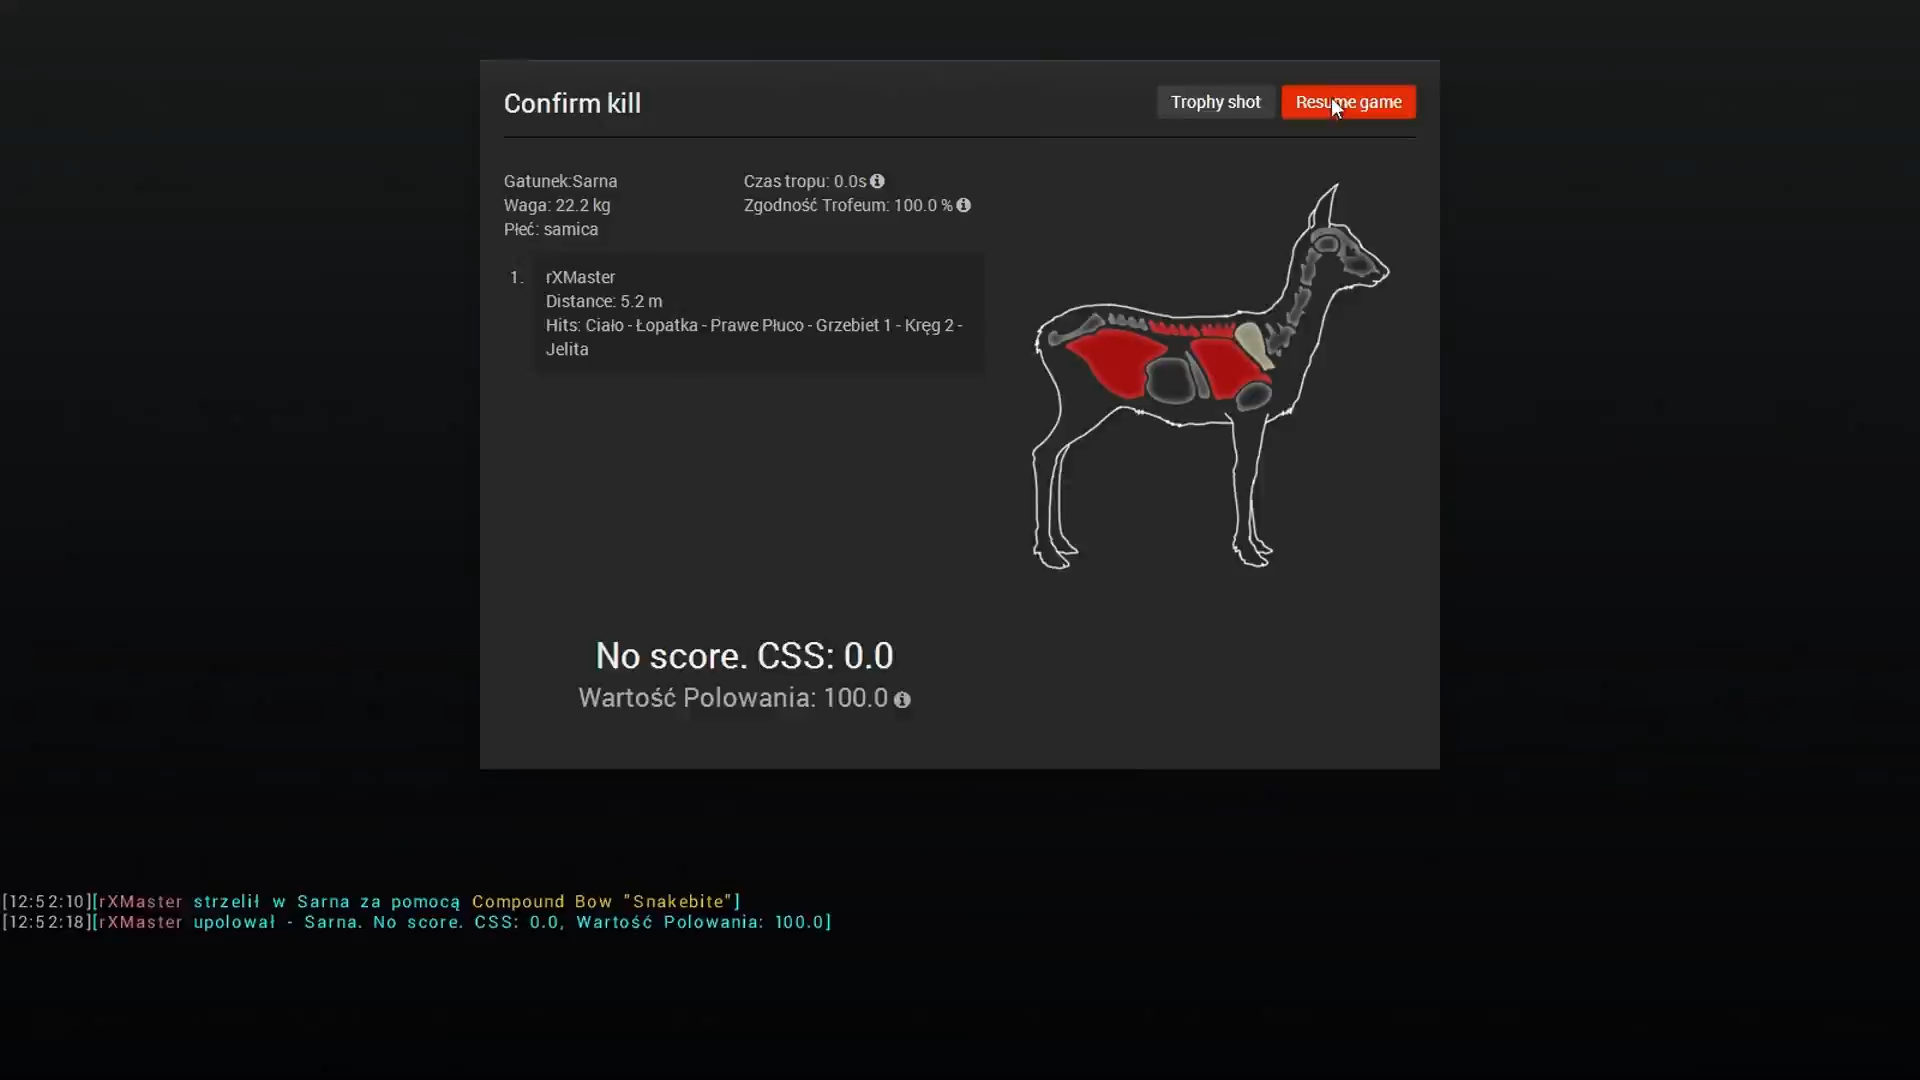 Confirm kill
Trophy shot
Resume game
Gatunek:Sarna
Waga: 22.2 kg
Płeć: samica
Czas tropu: 0.0s
Zgodność Trofeum: 100.0 %
1. rXMaster
Distance: 5.2 m
Hits: Ciało - Łopatka - Prawe Płuco - Grzebiet 1 - Kręg 2 -
Jelita
No score. CSS: 0.0
Wartość Polowania: 100.0
[12:52:10][rXMaster strzelił w Sarna za pomocą Compound Bow "Snakebite"]
[12:52:18][rXMaster upolował - Sarna. No score. CSS: 0.0, Wartość Polowania: 100.0]